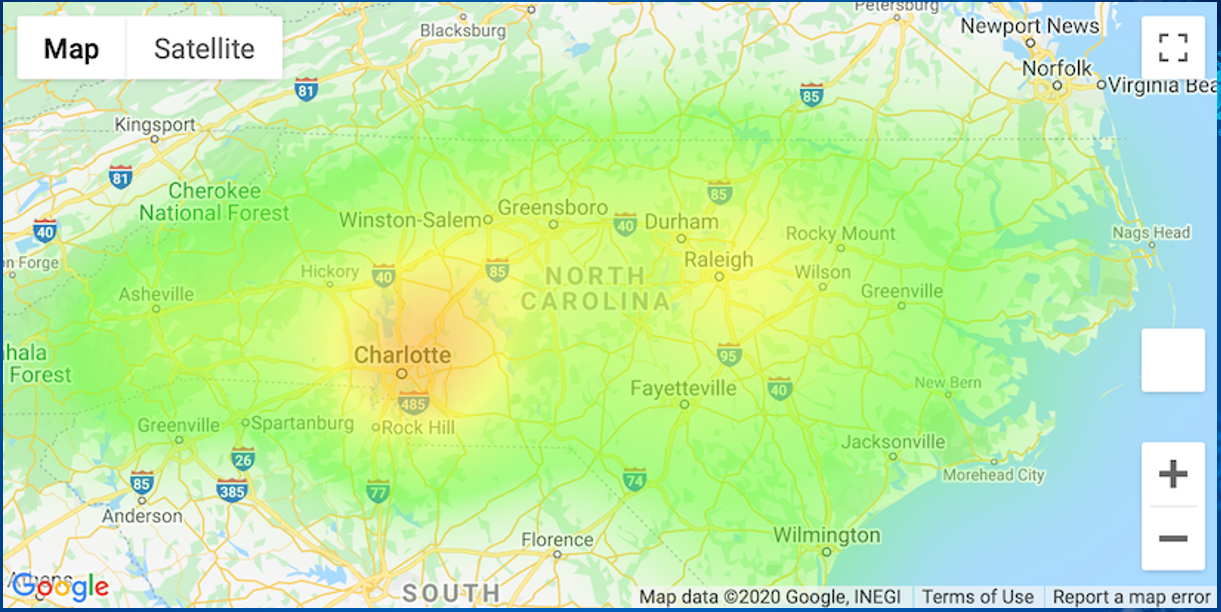 Petersburg
Blacksburg
Newport News
Map
Satellite
Norfolk
Virginia Bea
81
85
Kingsport
81
Cherokee
National Forest
85
Winston-Salem
Greensboro
40
Durham
40
Rocky Mount
Nags Head
n Forge
Raleigh
Hickory
40
85
NORTH
CAROLINA
Wilson
Asheville
Greenville
hala
Forest
Charlotte
95
Fayetteville
40
New Bern
485
Greenville
Spartanburg
Rock Hill
Jacksonville
26
74
Morehead City
85
385
77
Anderson
Wilmington
Florence
Athens
Google
SOUTH
Map data ©2020 Google, INEGI
Terms of Use
Report a map error